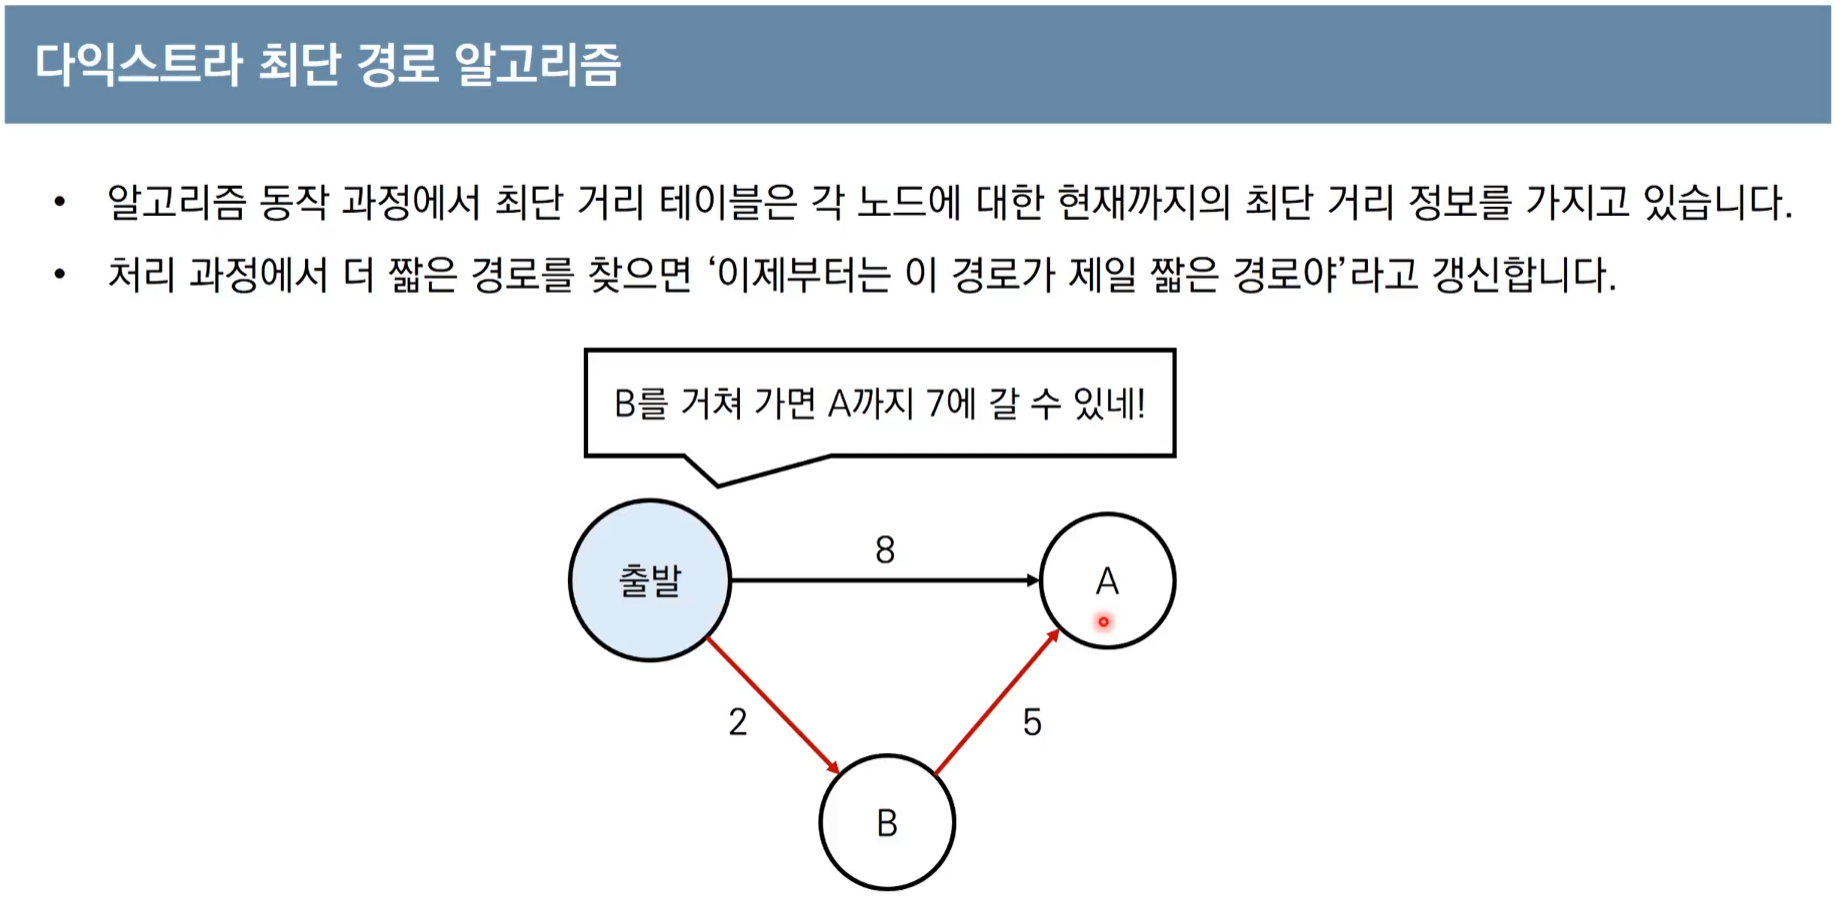 다익스트라 최단 경로 알고리즘
• 알고리즘 동작 과정에서 최단 거리 테이블은 각 노드에 대한 현재까지의 최단 거리 정보를 가지고 있습니다.
• 처리 과정에서 더 짧은 경로를 찾으면 ‘이제부터는 이 경로가 제일 짧은 경로야’라고 갱신합니다.
B를 거쳐 가면 A까지 7에 갈 수 있네!
8
출발
A
2
5
B